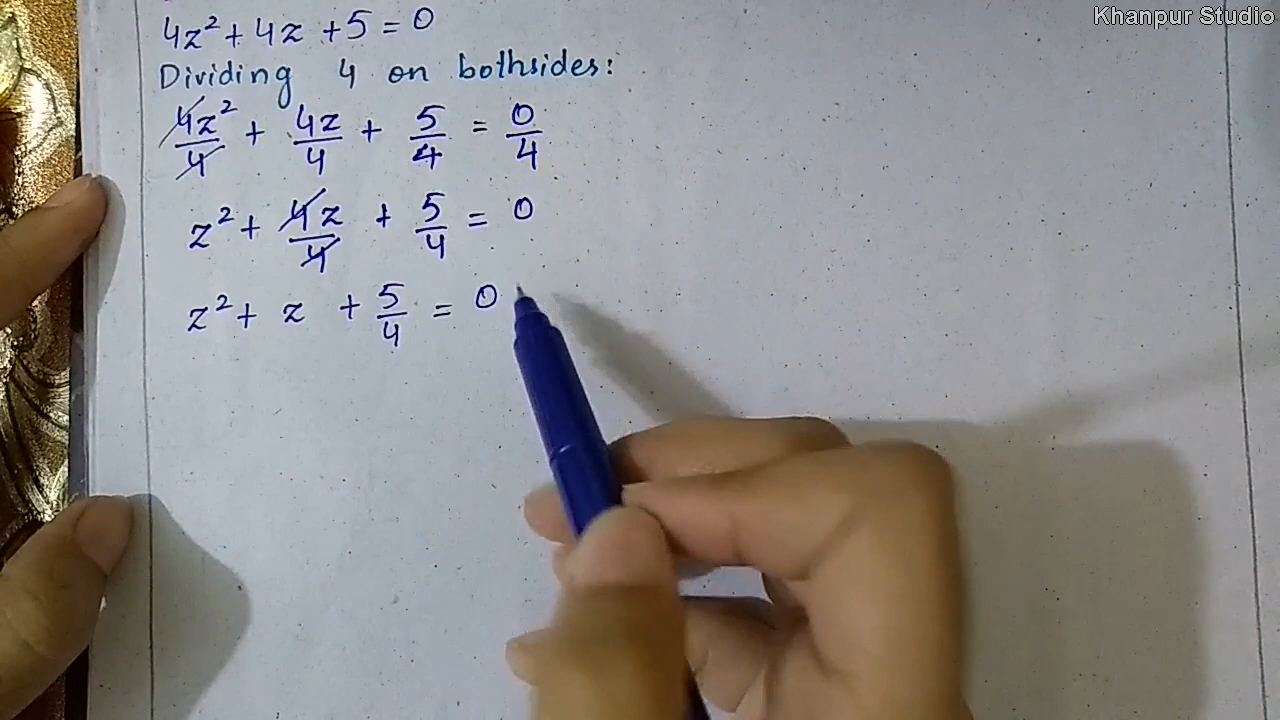 Khanpur Studio
4z² + 4z + 5 = 0
Dividing 4 on bothsides:
4z²/4 + 4z/4 + 5/4 = 0/4
z² + 4z/4 + 5/4 = 0
z² + z + 5/4 = 0